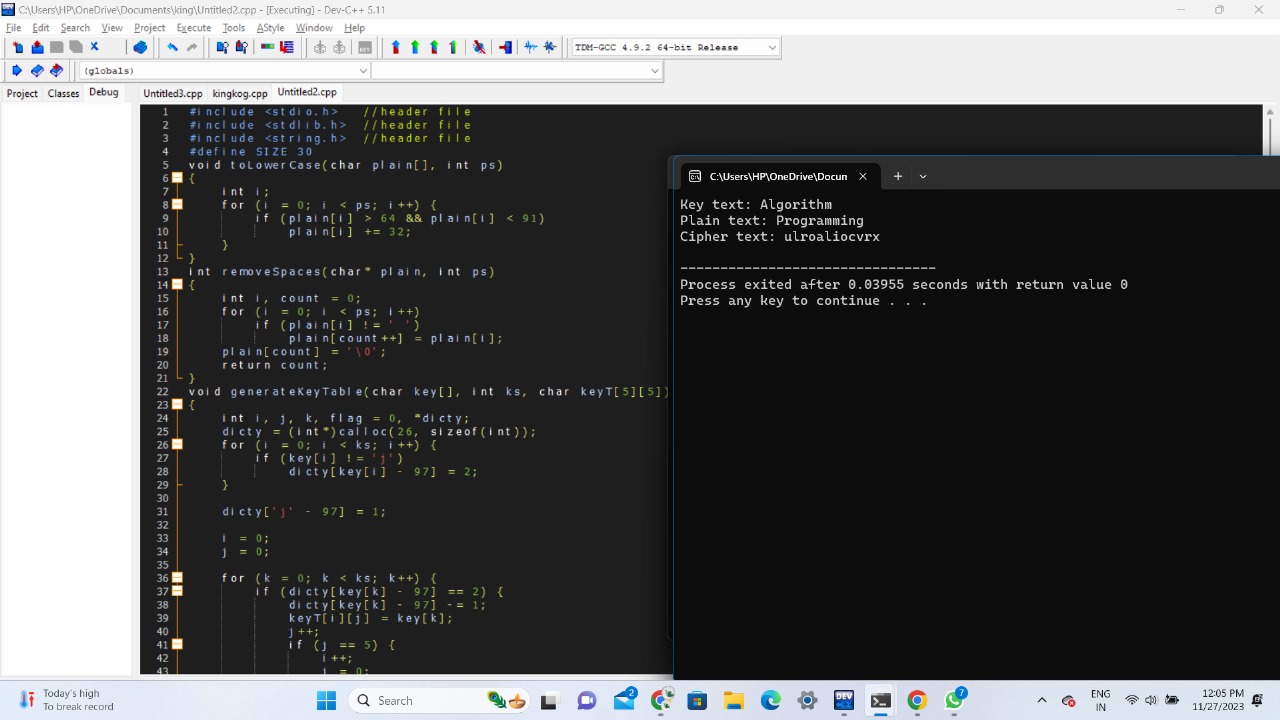 C:\Users\HP\OneDrive\Documents\king\Untitled2.cpp - [Executing] - Dev-C++ 5.11
File Edit Search View Project Execute Tools AStyle Window Help
TDM-GCC 4.9.2 64-bit Release
(globals)
Project Classes Debug Untitled3.cpp kingkog.cpp Untitled2.cpp
1 #include <stdio.h> //header file
2 #include <stdlib.h> //header file
3 #include <string.h> //header file
4 #define SIZE 30
5 void toLowerCase(char plain[], int ps)
6 {
7 int i;
8 for (i = 0; i < ps; i++) {
9 if (plain[i] > 64 && plain[i] < 91)
10 plain[i] += 32;
11 }
12 }
13 int removeSpaces(char* plain, int ps)
14 {
15 int i, count = 0;
16 for (i = 0; i < ps; i++)
17 if (plain[i] != ' ')
18 plain[count++] = plain[i];
19 plain[count] = '\0';
20 return count;
21 }
22 void generateKeyTable(char key[], int ks, char keyT[5][5])
23 {
24 int i, j, k, flag = 0, *dicty;
25 dicty = (int*)calloc(26, sizeof(int));
26 for (i = 0; i < ks; i++) {
27 if (key[i] != 'j')
28 dicty[key[i] - 97] = 2;
29 }
30
31 dicty['j' - 97] = 1;
32
33 i = 0;
34 j = 0;
35
36 for (k = 0; k < ks; k++) {
37 if (dicty[key[k] - 97] == 2) {
38 dicty[key[k] - 97] -= 1;
39 keyT[i][j] = key[k];
40 j++;
41 if (j == 5) {
42 i++;
43 j = 0;
C:\Users\HP\OneDrive\Docun
Key text: Algorithm
Plain text: Programming
Cipher text: ulroaliocvrx
--------------------------------
Process exited after 0.03955 seconds with return value 0
Press any key to continue . . .
Today's high
To break record
Search
DEV
2
7
ENG
IN
12:05 PM
11/27/2023